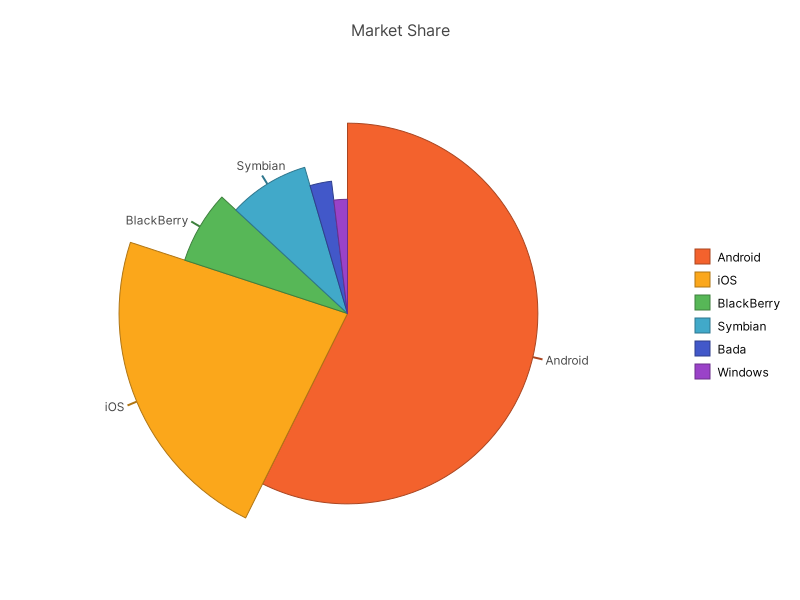 Market Share
Symbian
BlackBerry
iOS
Android
Android
iOS
BlackBerry
Symbian
Bada
Windows